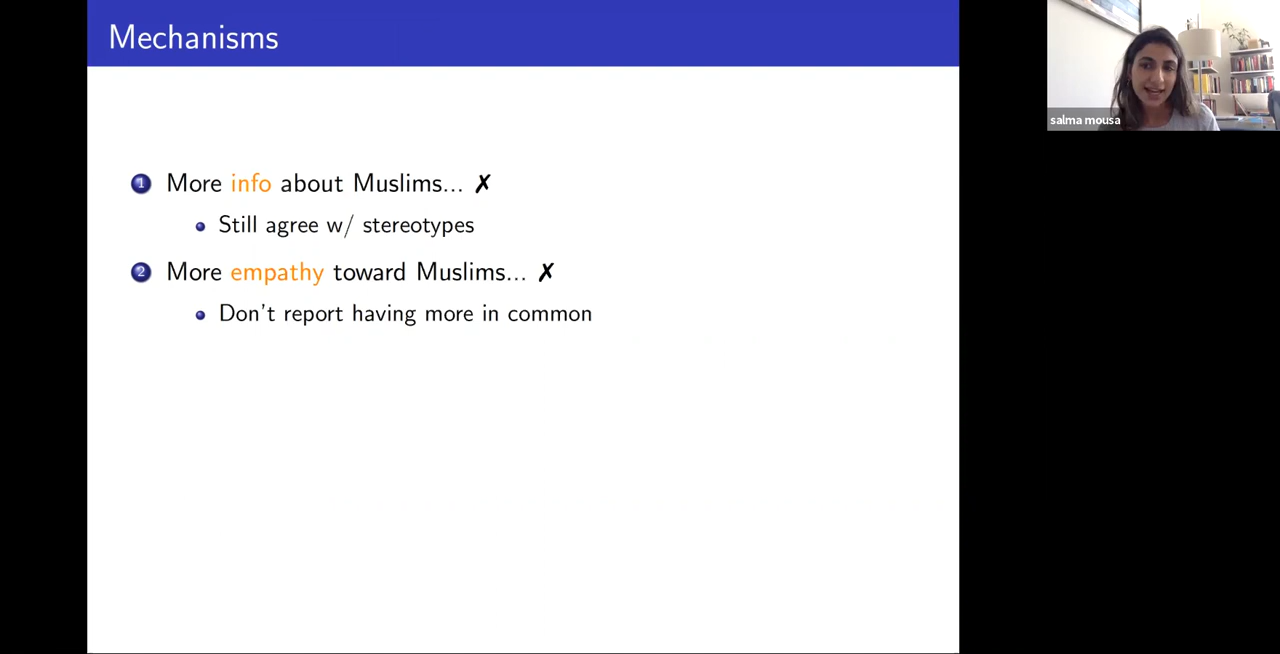 Mechanisms
salma mousa
1 More info about Muslims... ✗
Still agree w/ stereotypes
2 More empathy toward Muslims... ✗
Don't report having more in common